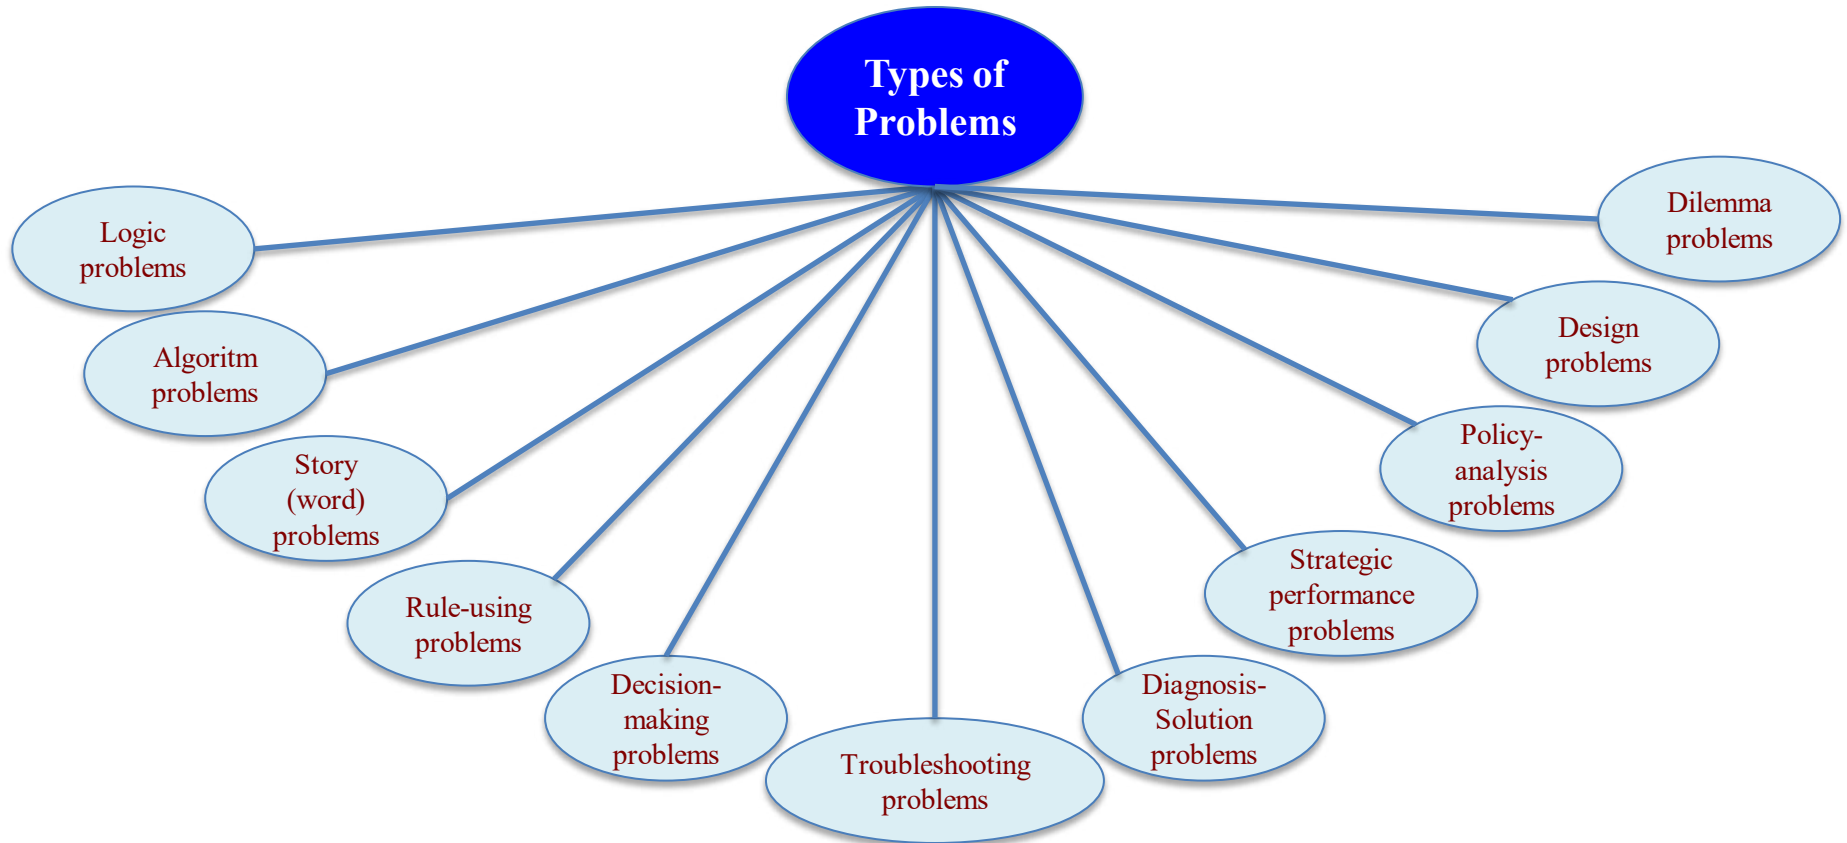 Types of
Problems
Logic
problems
Algoritm
problems
Story
(word)
problems
Rule-using
problems
Decision-
making
problems
Troubleshooting
problems
Diagnosis-
Solution
problems
Strategic
performance
problems
Policy-
analysis
problems
Design
problems
Dilemma
problems